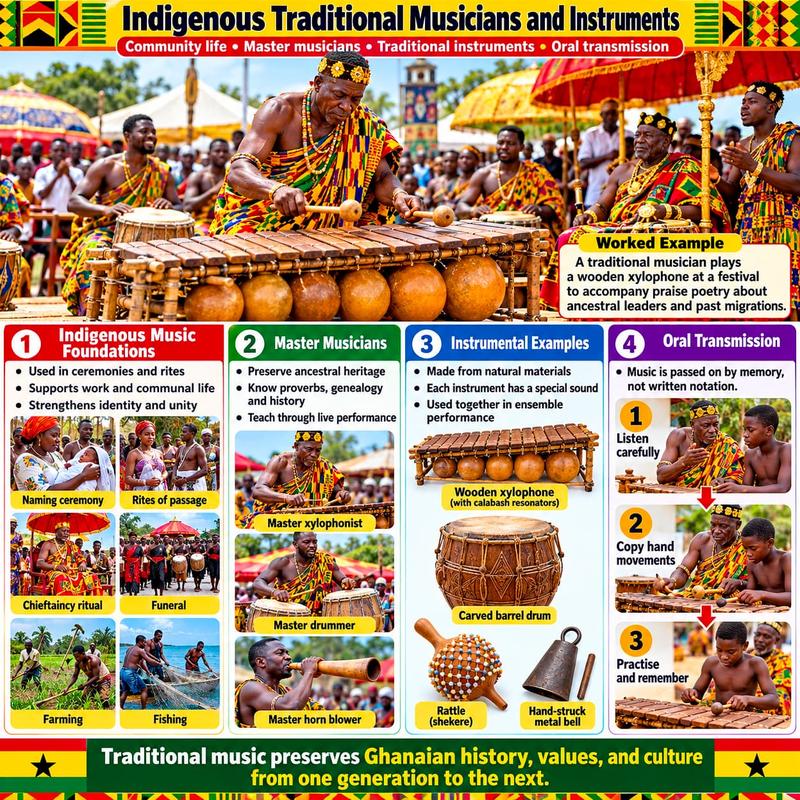 Indigenous Traditional Musicians and Instruments
Community life • Master musicians • Traditional instruments • Oral transmission
Worked Example
A traditional musician plays
a wooden xylophone at a festival
to accompany praise poetry about
ancestral leaders and past migrations.
1 Indigenous Music
Foundations
• Used in ceremonies and rites
• Supports work and communal life
• Strengthens identity and unity
Naming ceremony
Rites of passage
Chieftaincy ritual
Funeral
Farming
Fishing
2 Master Musicians
• Preserve ancestral heritage
• Know proverbs, genealogy
and history
• Teach through live performance
Master xylophonist
Master drummer
Master horn blower
3 Instrumental Examples
• Made from natural materials
• Each instrument has a special sound
• Used together in ensemble
performance
Wooden xylophone
(with calabash resonators)
Carved barrel drum
Rattle
(shekere)
Hand-struck
metal bell
4 Oral Transmission
• Music is passed on by memory,
not written notation.
1
Listen
carefully
2
Copy hand
movements
3
Practise
and remember
Traditional music preserves Ghanaian history, values, and culture
from one generation to the next.